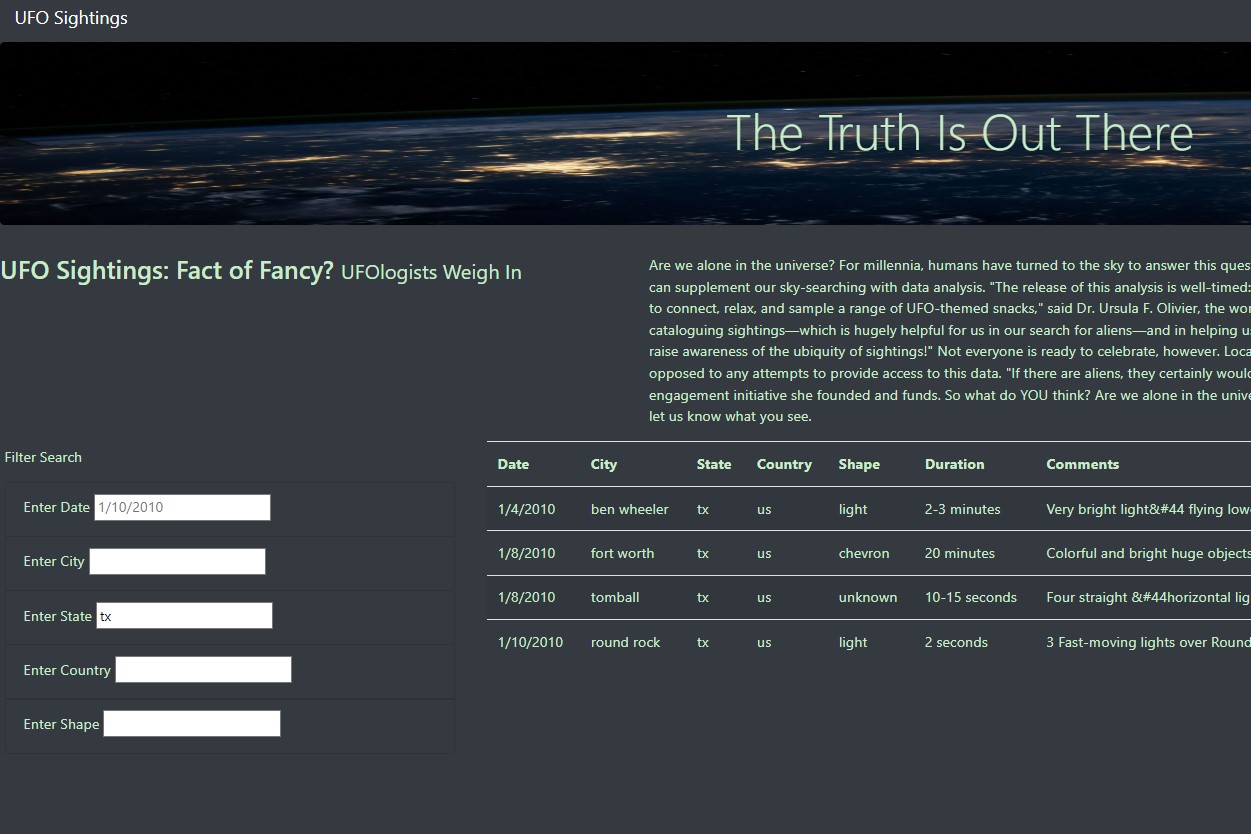 UFO Sightings
The Truth Is Out There
UFO Sightings: Fact of Fancy? UFOlogists Weigh In
Are we alone in the universe? For millennia, humans have turned to the sky to answer this
can supplement our sky-searching with data analysis. "The release of this analysis is well-timed:
to connect, relax, and sample a range of UFO-themed snacks," said Dr. Ursula F. Olivier, the
cataloguing sightings—which is hugely helpful for us in our search for aliens—and in helping
raise awareness of the ubiquity of sightings!" Not everyone is ready to celebrate, however.
opposed to any attempts to provide access to this data. "If there are aliens, they certainly
engagement initiative she founded and funds. So what do YOU think? Are we alone in the
let us know what you see.
Filter Search
Enter Date 1/10/2010
Enter City
Enter State tx
Enter Country
Enter Shape
Date City State Country Shape Duration Comments
1/4/2010 ben wheeler tx us light 2-3 minutes Very bright light&#44 flying
1/8/2010 fort worth tx us chevron 20 minutes Colorful and bright huge objects
1/8/2010 tomball tx us unknown 10-15 seconds Four straight &#44horizontal
1/10/2010 round rock tx us light 2 seconds 3 Fast-moving lights over Round